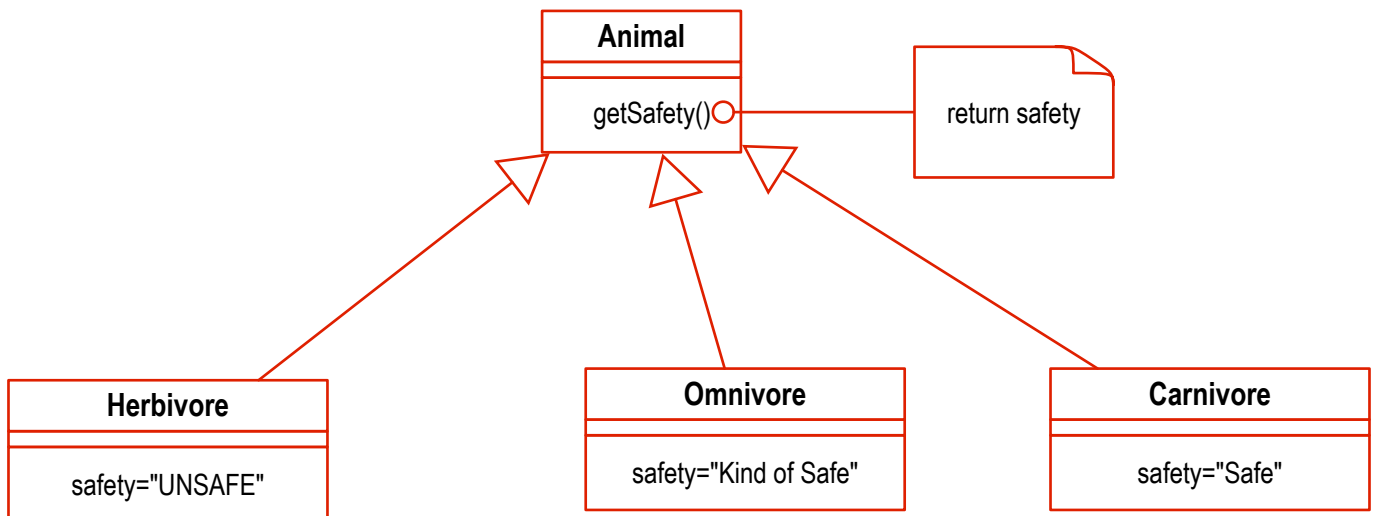 Animal
getSafety()
return safety
Herbivore
safety="UNSAFE"
Omnivore
safety="Kind of Safe"
Carnivore
safety="Safe"